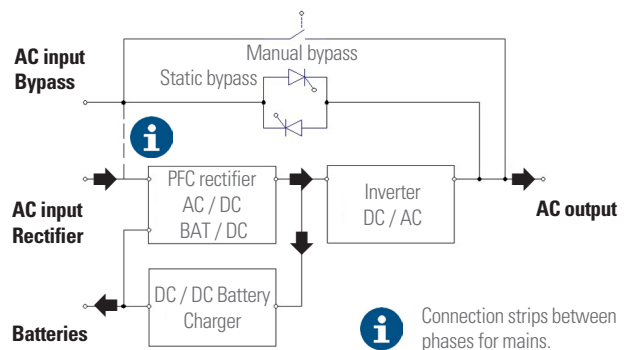 AC input
Bypass
Manual bypass
Static bypass
i
AC input
Rectifier
PFC rectifier
AC / DC
BAT / DC
Inverter
DC / AC
AC output
Batteries
DC / DC Battery
Charger
i
Connection strips between
phases for mains.